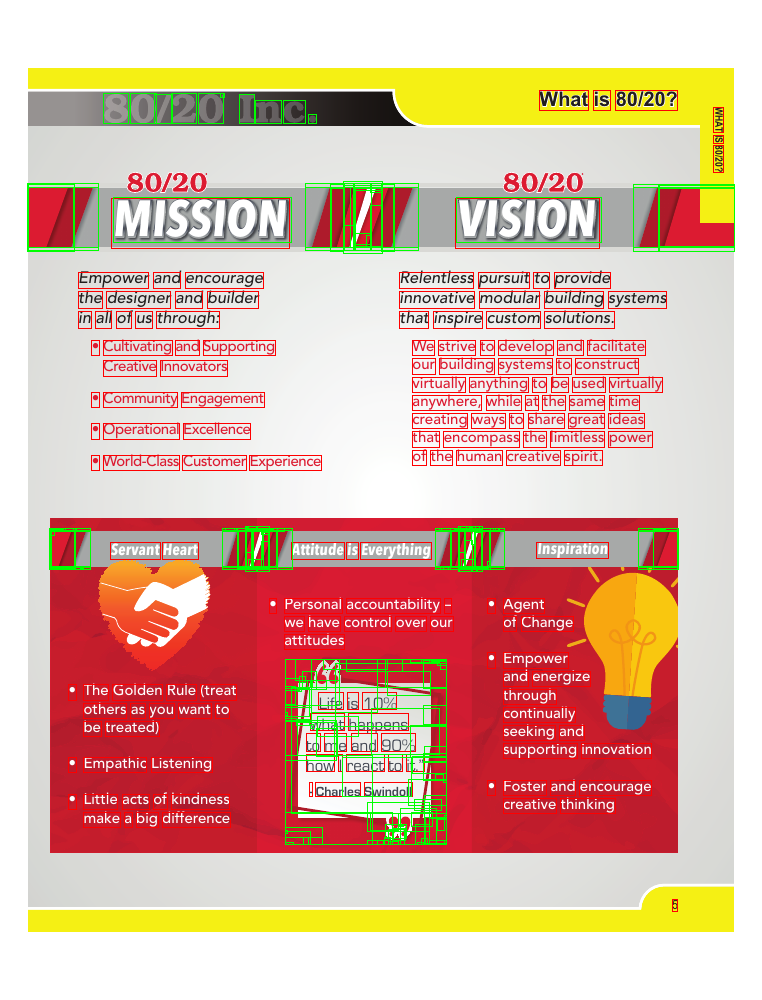 80/20 Inc.
What is 80/20?
WHAT IS 80/20?
80/20
MISSION
Empower and encourage
the designer and builder
in all of us through:
• Cultivating and Supporting
Creative Innovators
• Community Engagement
• Operational Excellence
• World-Class Customer Experience
80/20
VISION
Relentless pursuit to provide
innovative modular building systems
that inspire custom solutions.
We strive to develop and facilitate
our building systems to construct
virtually anything to be used virtually
anywhere, while at the same time
creating ways to share great ideas
that encompass the limitless power
of the human creative spirit.
Servant Heart
• The Golden Rule (treat
others as you want to
be treated)
• Empathic Listening
• Little acts of kindness
make a big difference
Attitude is Everything
• Personal accountability –
we have control over our
attitudes
“
Life is 10%
what happens
to me and 90%
how I react to it."
- Charles Swindoll
”
Inspiration
• Agent
of Change
• Empower
and energize
through
continually
seeking and
supporting innovation
• Foster and encourage
creative thinking
5